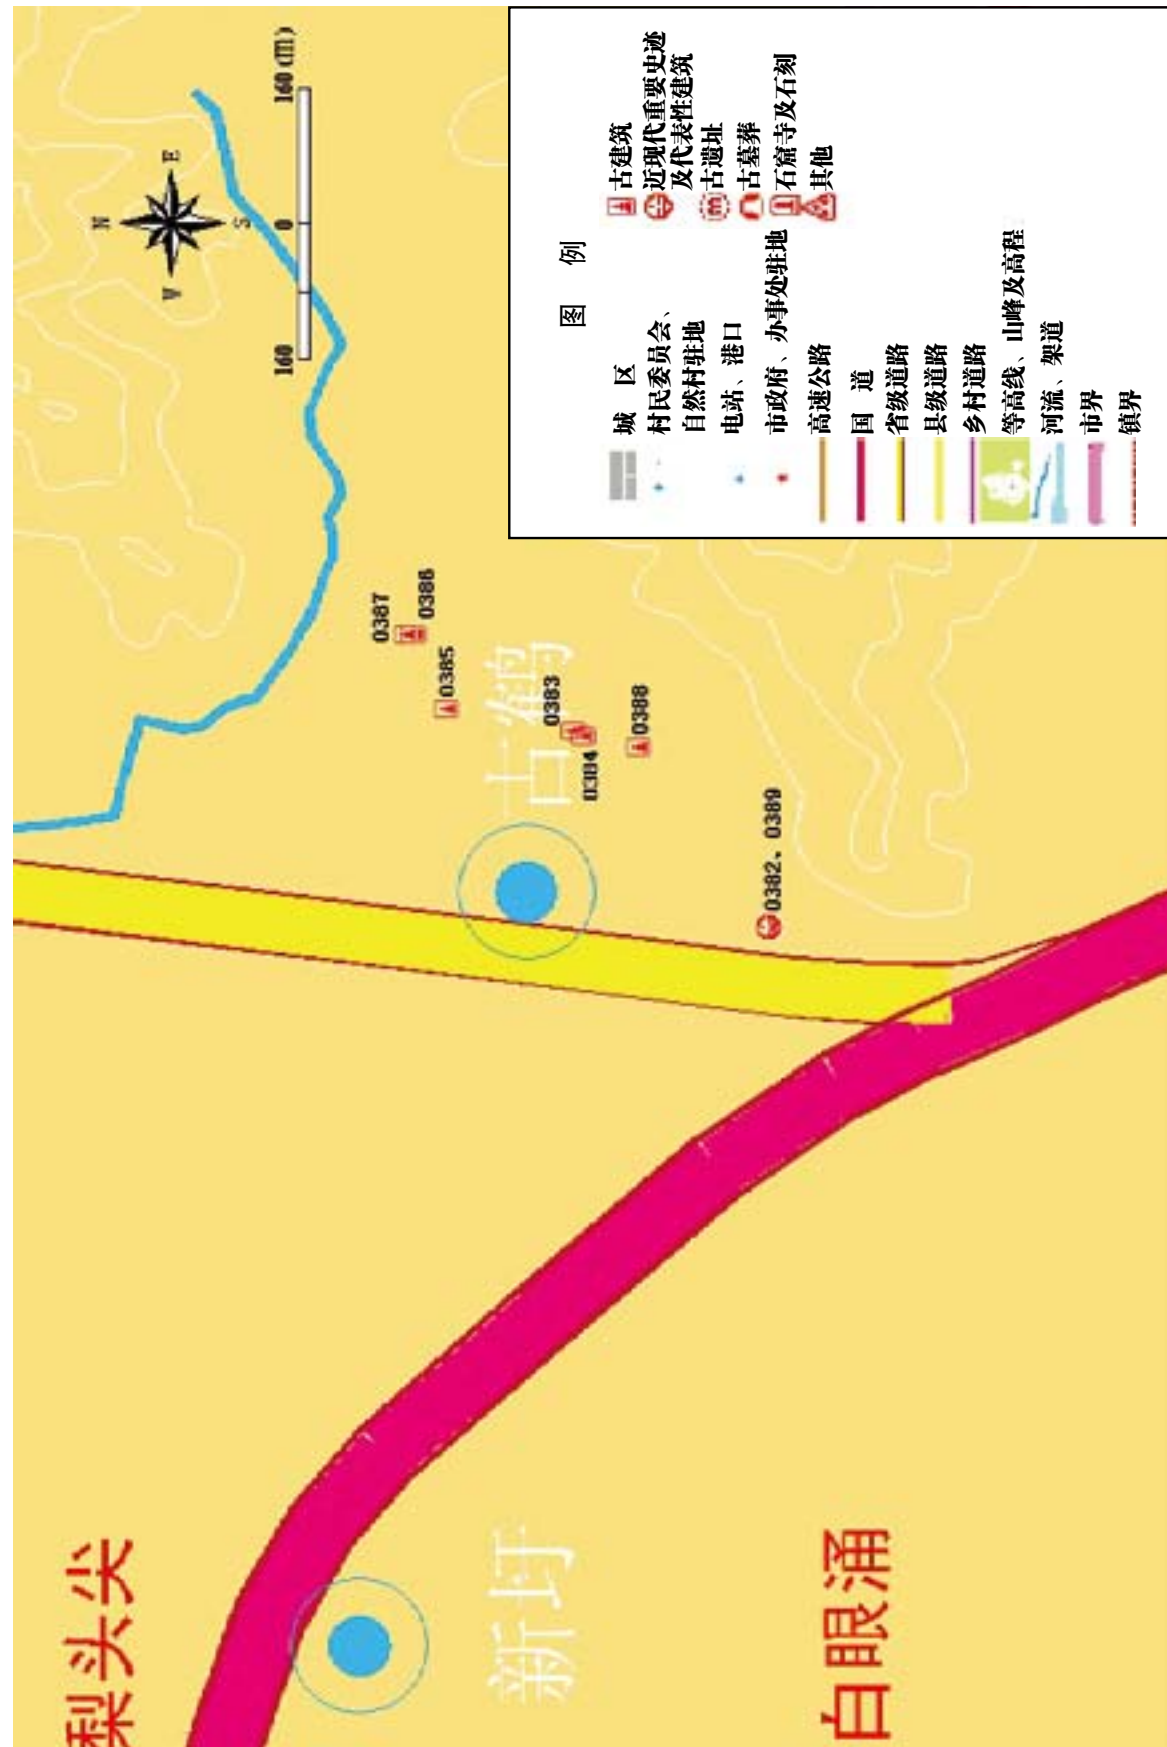 梨头尖
N
W
E
S
160
0
160 (m)
新圩
白眼涌
古鹤
0387
0386
0385
0383
0384
0388
0382、0389
图 例
城 区
村民委员会、
自然村驻地
电站、港口
市政府、办事处驻地
高速公路
国 道
省级道路
县级道路
乡村道路
等高线、山峰及高程
河流、架道
市界
镇界
古建筑
近现代重要史迹
及代表性建筑
古遗址
古墓葬
石窟寺及石刻
其他